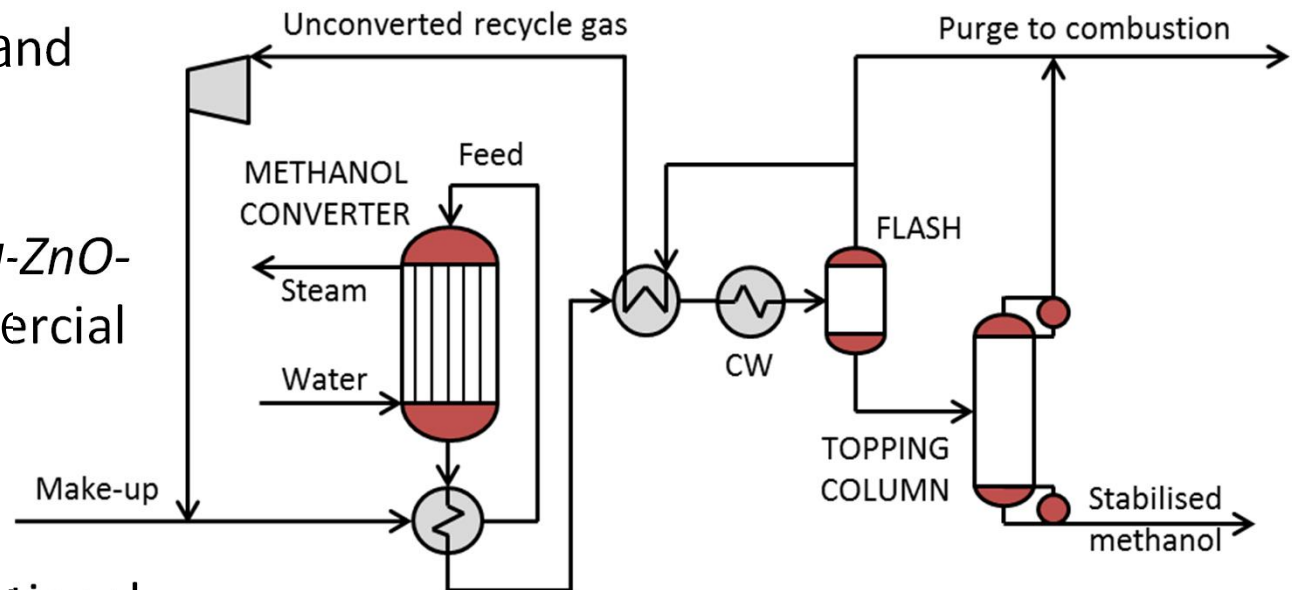 and
Unconverted recycle gas
Purge to combustion
METHANOL
CONVERTER
Feed
FLASH
-ZnO-
Steam
ercial
Water
CW
TOPPING
COLUMN
Make-up
Stabilised
methanol